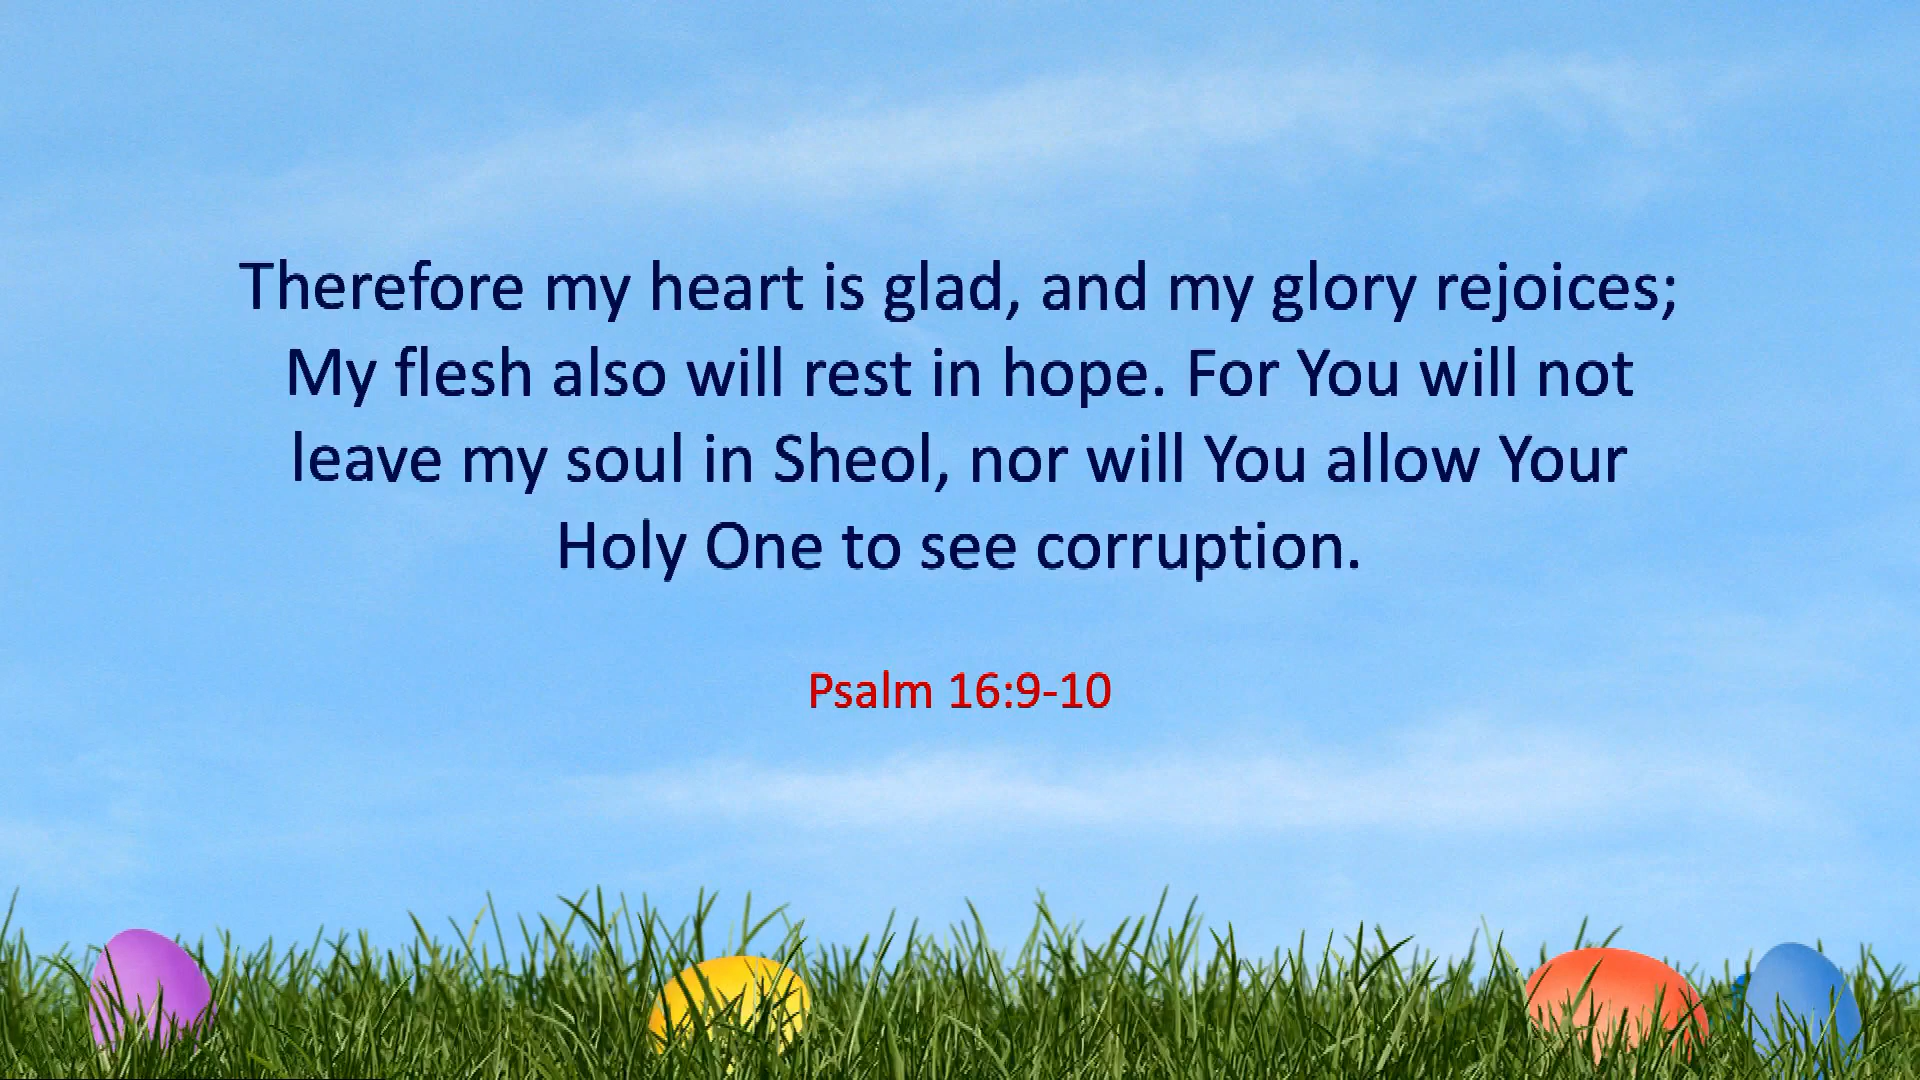 Therefore my heart is glad, and my glory rejoices;
My flesh also will rest in hope. For You will not
leave my soul in Sheol, nor will You allow Your
Holy One to see corruption.
Psalm 16:9-10